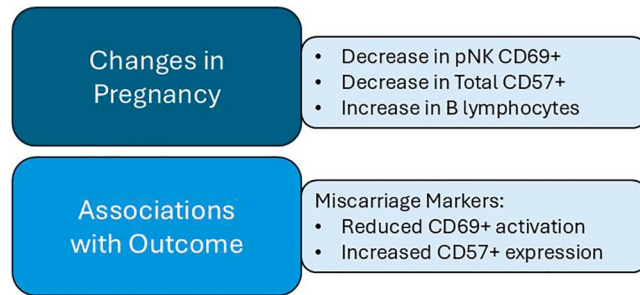 Changes in
Pregnancy
• Decrease in pNK CD69+
• Decrease in Total CD57+
• Increase in B lymphocytes
Associations
with Outcome
Miscarriage Markers:
• Reduced CD69+ activation
• Increased CD57+ expression